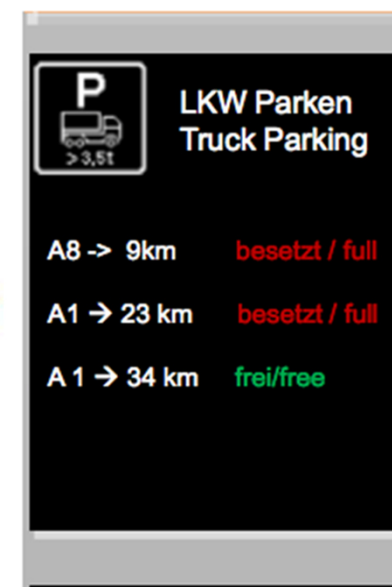 P
> 3,5t
LKW Parken
Truck Parking
A8 -> 9km besetzt / full
A1 → 23 km besetzt / full
A 1 → 34 km frei/free